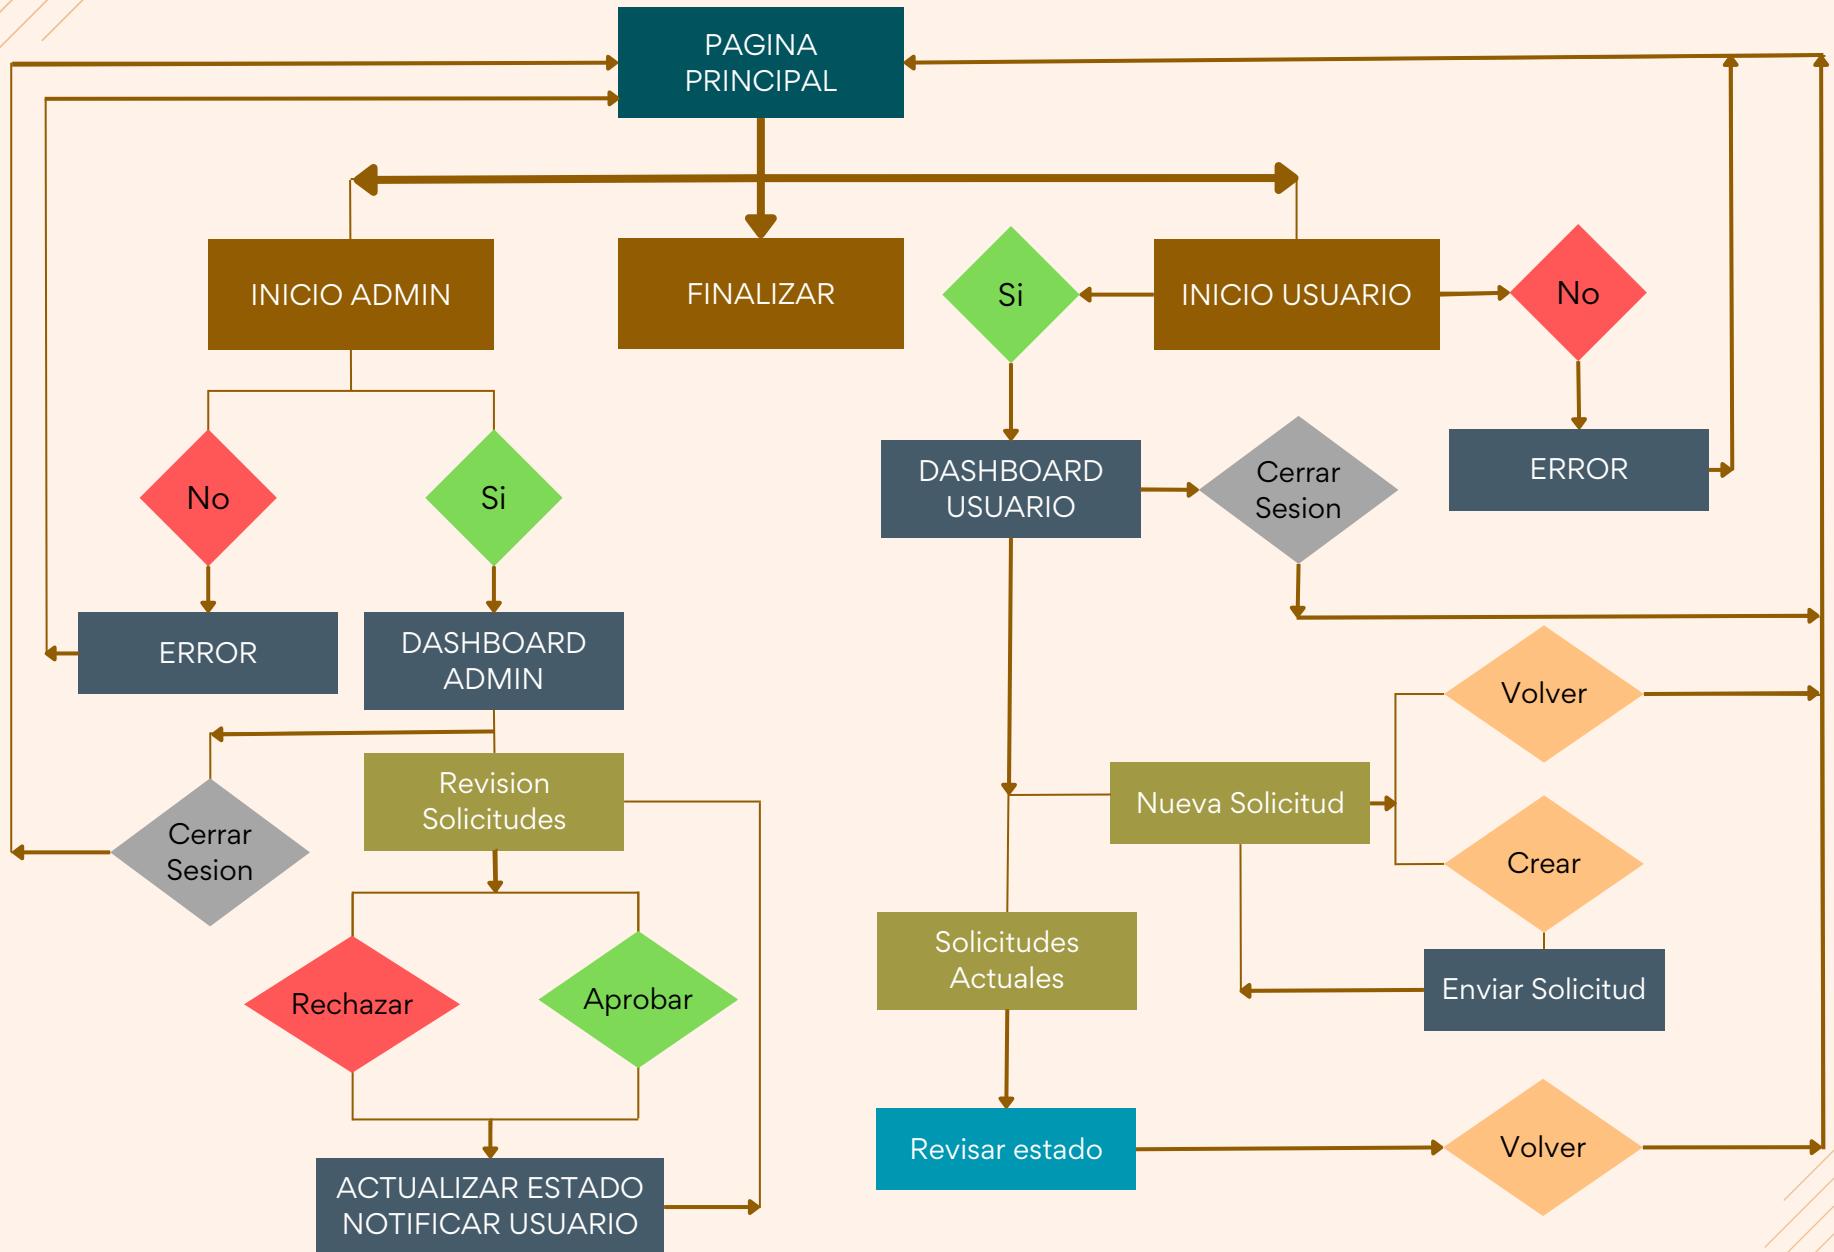 PAGINA
PRINCIPAL
INICIO ADMIN
FINALIZAR
Si
INICIO USUARIO
No
No
Si
DASHBOARD
USUARIO
Cerrar
Sesion
ERROR
ERROR
DASHBOARD
ADMIN
Volver
Revision
Solicitudes
Nueva Solicitud
Cerrar
Sesion
Crear
Solicitudes
Actuales
Rechazar
Aprobar
Enviar Solicitud
Revisar estado
Volver
ACTUALIZAR ESTADO
NOTIFICAR USUARIO